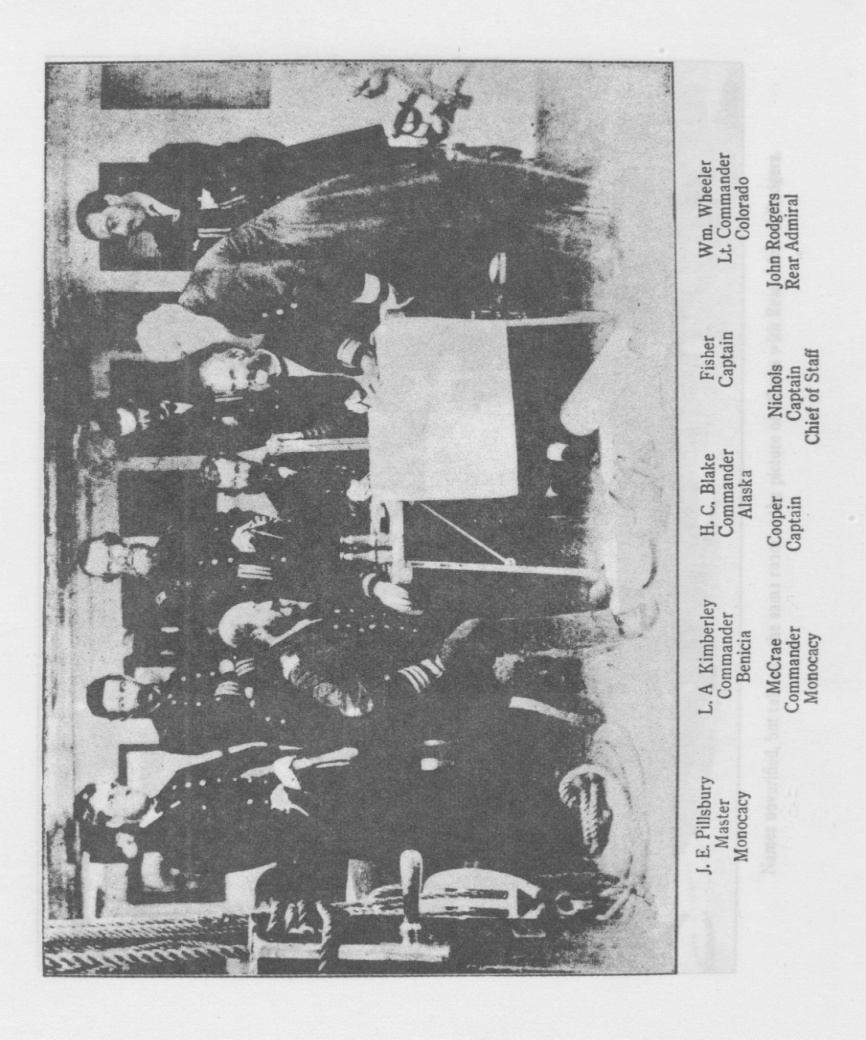 J. E. Pillsbury
Master
Monocacy
L. A Kimberley
Commander
Benicia
H. C. Blake
Commander
Alaska
Fisher
Captain
Wm. Wheeler
Lt. Commander
Colorado
McCrae
Commander
Monocacy
Cooper
Captain
Nichols
Captain
Chief of Staff
John Rodgers
Rear Admiral